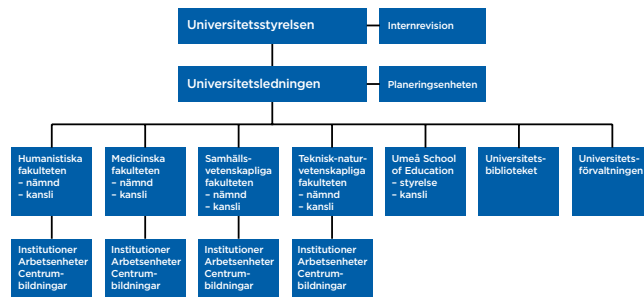 Universitetsstyrelsen
Internrevision
Universitetsledningen
Planeringsenheten
Humanistiska
fakulteten
– nämnd
– kansli
Medicinska
fakulteten
– nämnd
– kansli
Samhälls-
vetenskapliga
fakulteten
– nämnd
– kansli
Teknisk-natur-
vetenskapliga
fakulteten
– nämnd
– kansli
Umeå School
of Education
– styrelse
– kansli
Universitets-
biblioteket
Universitets-
förvaltningen
Institutioner
Arbetsenheter
Centrum-
bildningar
Institutioner
Arbetsenheter
Centrum-
bildningar
Institutioner
Arbetsenheter
Centrum-
bildningar
Institutioner
Arbetsenheter
Centrum-
bildningar